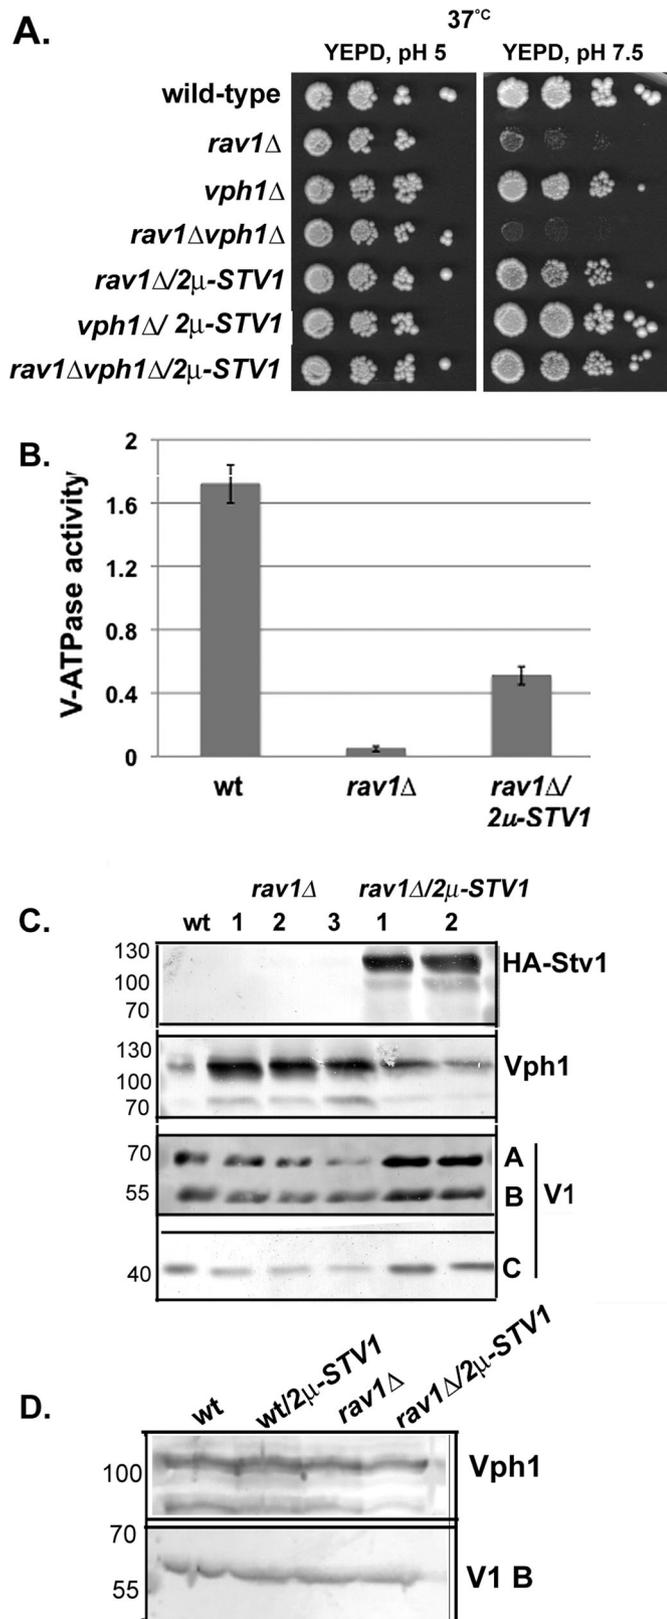 A.
37°C
YEPD, pH 5 YEPD, pH 7.5
wild-type
rav1Δ
vph1Δ
rav1Δvph1Δ
rav1Δ/2μ-STV1
vph1Δ/ 2μ-STV1
rav1Δvph1Δ/2μ-STV1
B.
V-ATPase activity
2
1.6
1.2
0.8
0.4
0
wt rav1Δ rav1Δ/
2μ-STV1
C.
rav1Δ rav1Δ/2μ-STV1
wt 1 2 3 1 2
130
100
70
HA-Stv1
130
100
70
Vph1
70
55
A
B
V1
40
C
D.
wt wt/2μ-STV1 rav1Δ rav1Δ/2μ-STV1
100
Vph1
70
55
V1 B